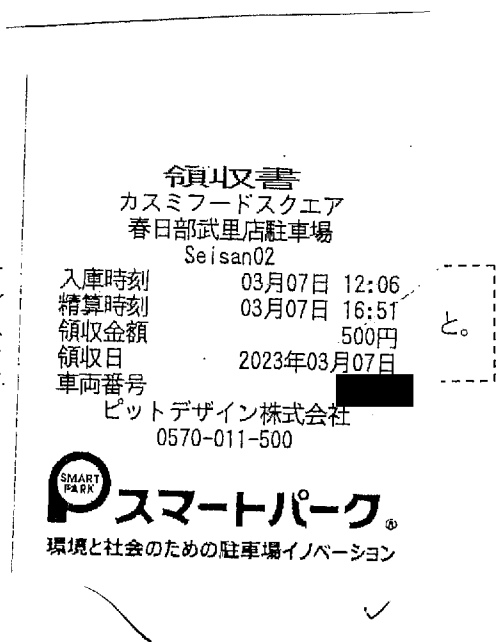 領収書
カスミフードスクエア
春日部武里店駐車場
Seisan02
入庫時刻 03月07日 12:06
精算時刻 03月07日 16:51
領収金額 500円
と。
領収日 2023年03月07日
車両番号
ピットデザイン株式会社
0570-011-500
SMART PARK
スマートパーク®
環境と社会のための駐車場イノベーション